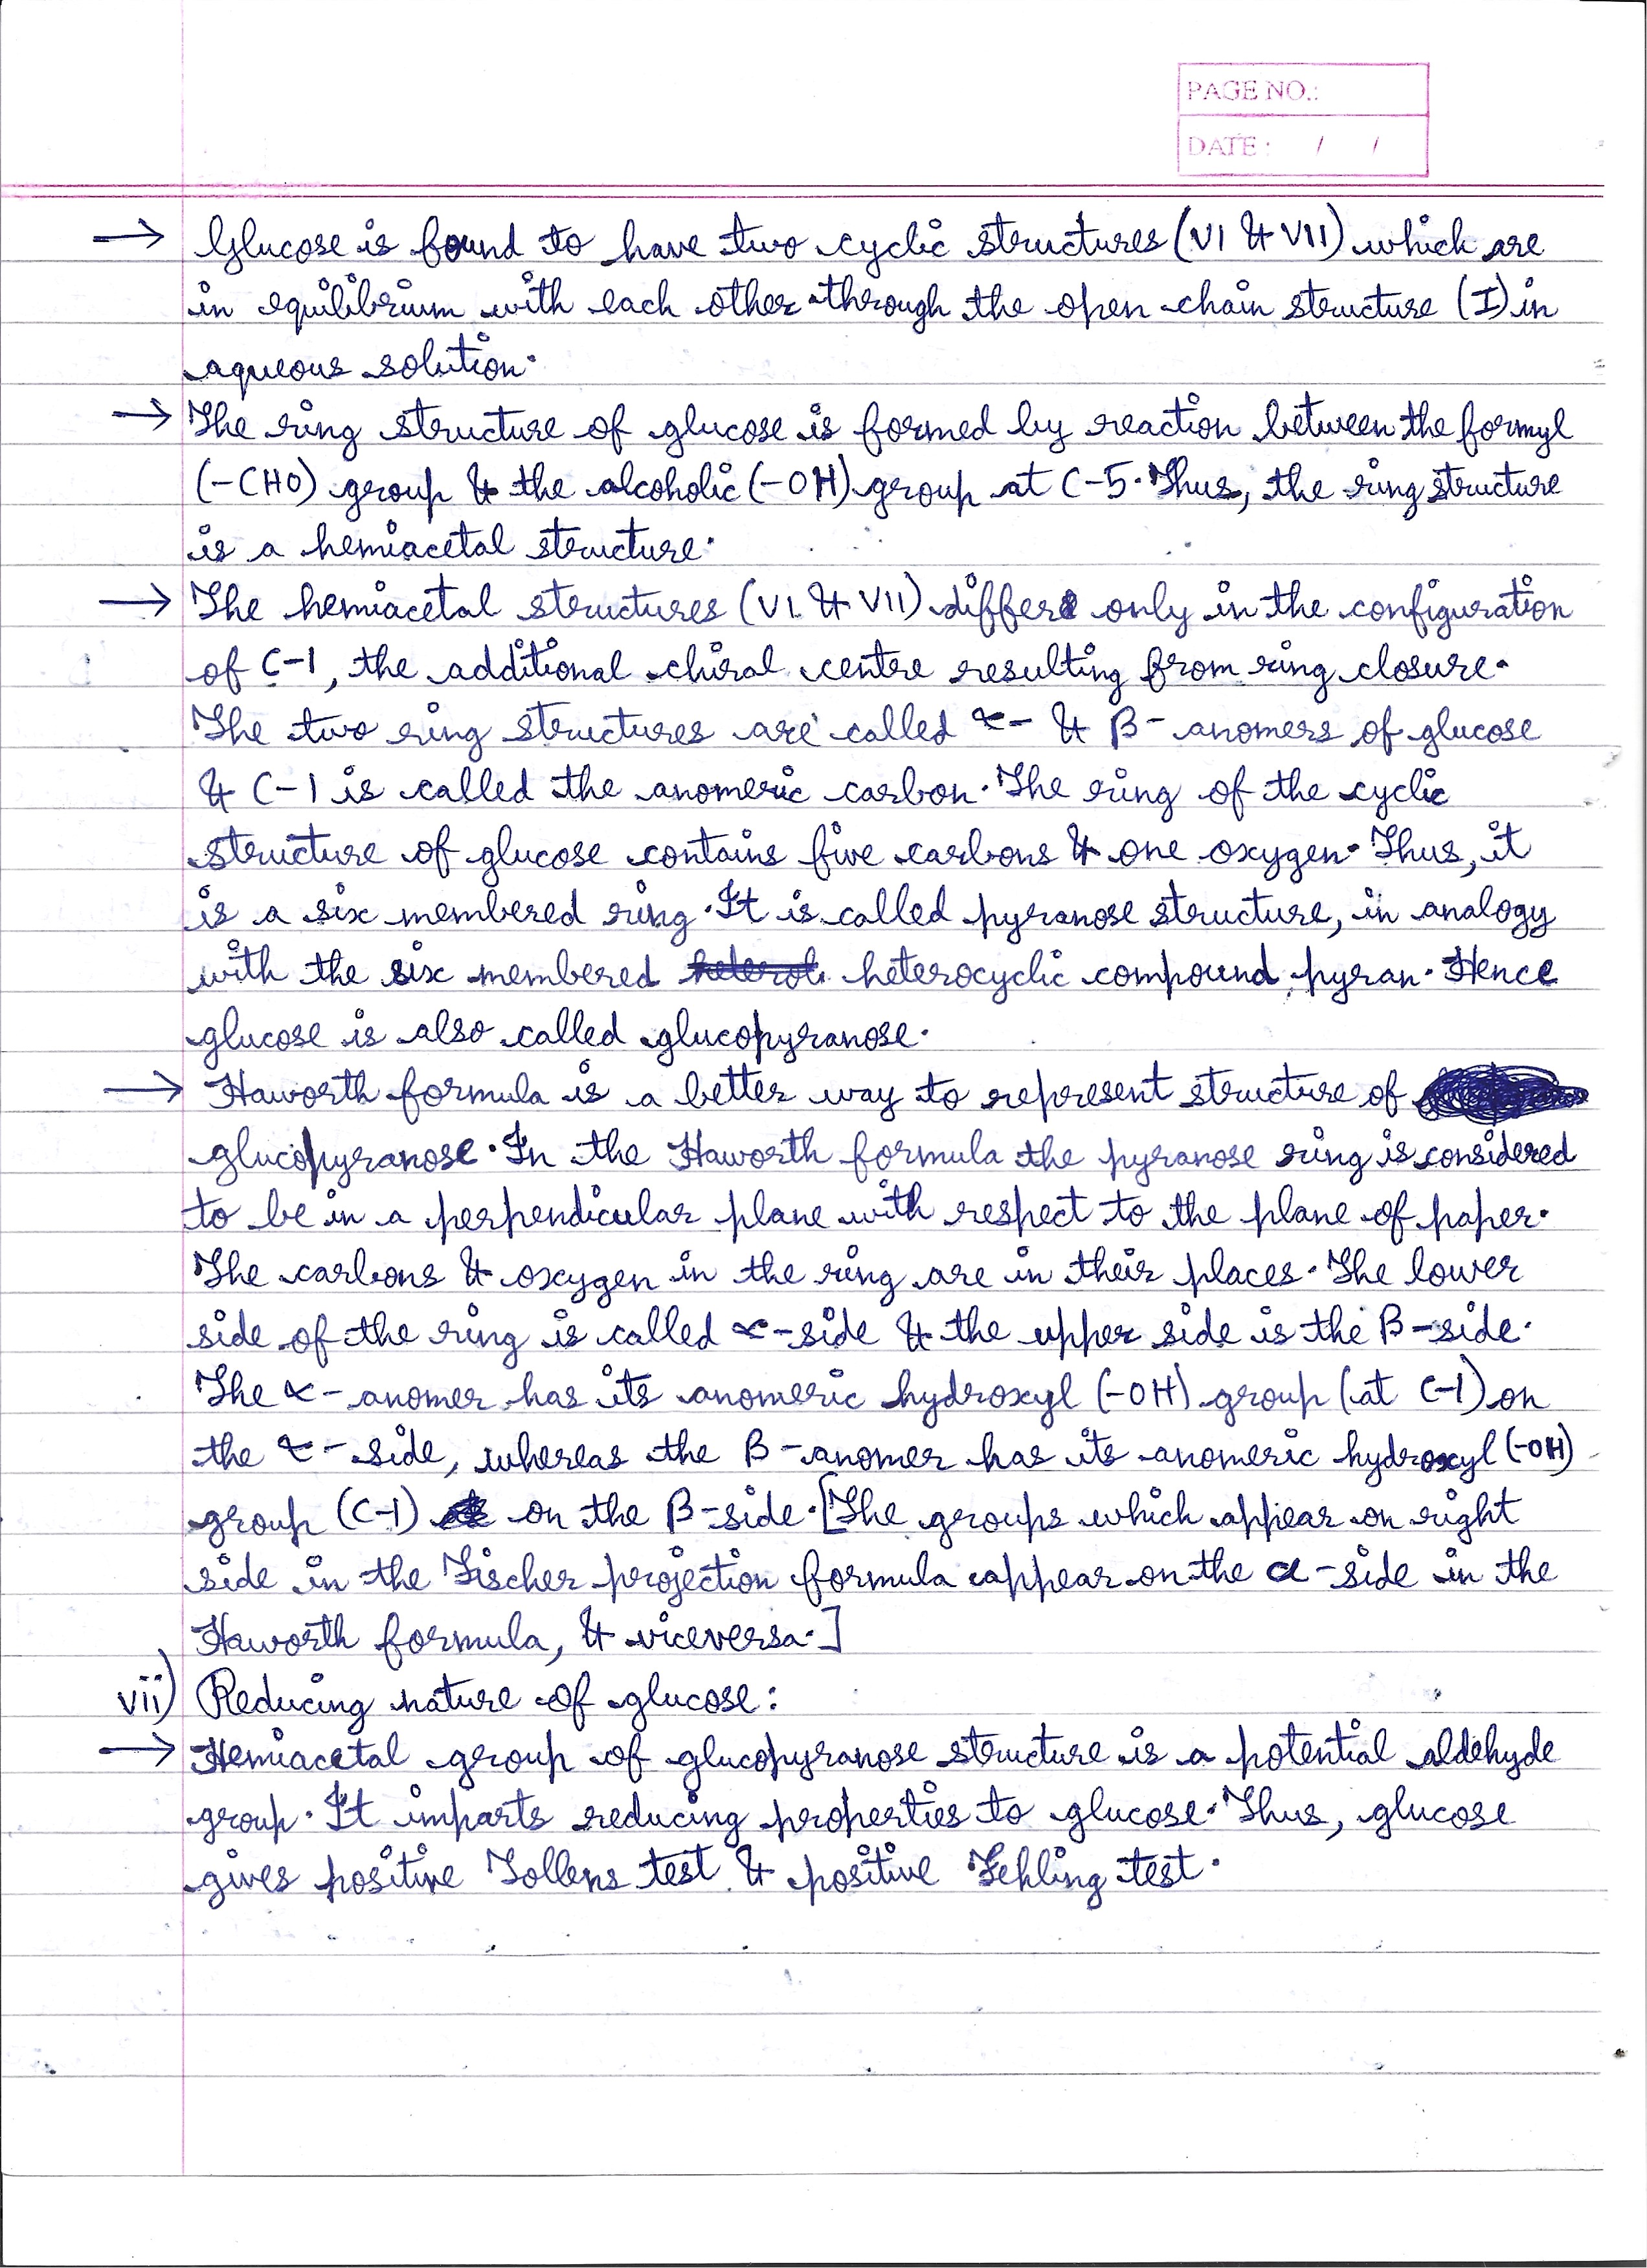 PAGE NO.:
DATE: / /
→ Glucose is found to have two cyclic structures (VI & VII) which are
in equilibrium with each other through the open chain structure (I) in
aqueous solution.
→ The ring structure of glucose is formed by reaction between the formyl
(-CHO) group & the alcoholic (-OH) group at C-5. Thus, the ring structure
is a hemiacetal structure.
→ The hemiacetal structures (VI & VII) differ only in the configuration
of C-1, the additional chiral centre resulting from ring closure.
The two ring structures are called α- & β- anomers of glucose
& C-1 is called the anomeric carbon. The ring of the cyclic
structure of glucose contains five carbons & one oxygen. Thus, it
is a six membered ring. It is called pyranose structure, in analogy
with the six membered heterocyclic compound pyran. Hence
glucose is also called glucopyranose.
→ Haworth formula is a better way to represent structure of
glucopyranose. In the Haworth formula the pyranose ring is considered
to be in a perpendicular plane with respect to the plane of paper.
The carbons & oxygen in the ring are in their places. The lower
side of the ring is called α-side & the upper side is the β-side.
The α- anomer has its anomeric hydroxyl (-OH) group (at C-1) on
the α- side, whereas the β-anomer has its anomeric hydroxyl (-OH)
group (C-1) on the β-side. [The groups which appear on right
side in the Fischer projection formula appear on the α-side in the
Haworth formula, & viceversa.]
vii) Reducing nature of glucose:
→ Hemiacetal group of glucopyranose structure is a potential aldehyde
group. It imparts reducing properties to glucose. Thus, glucose
gives positive Tollens test & positive Fehling test.